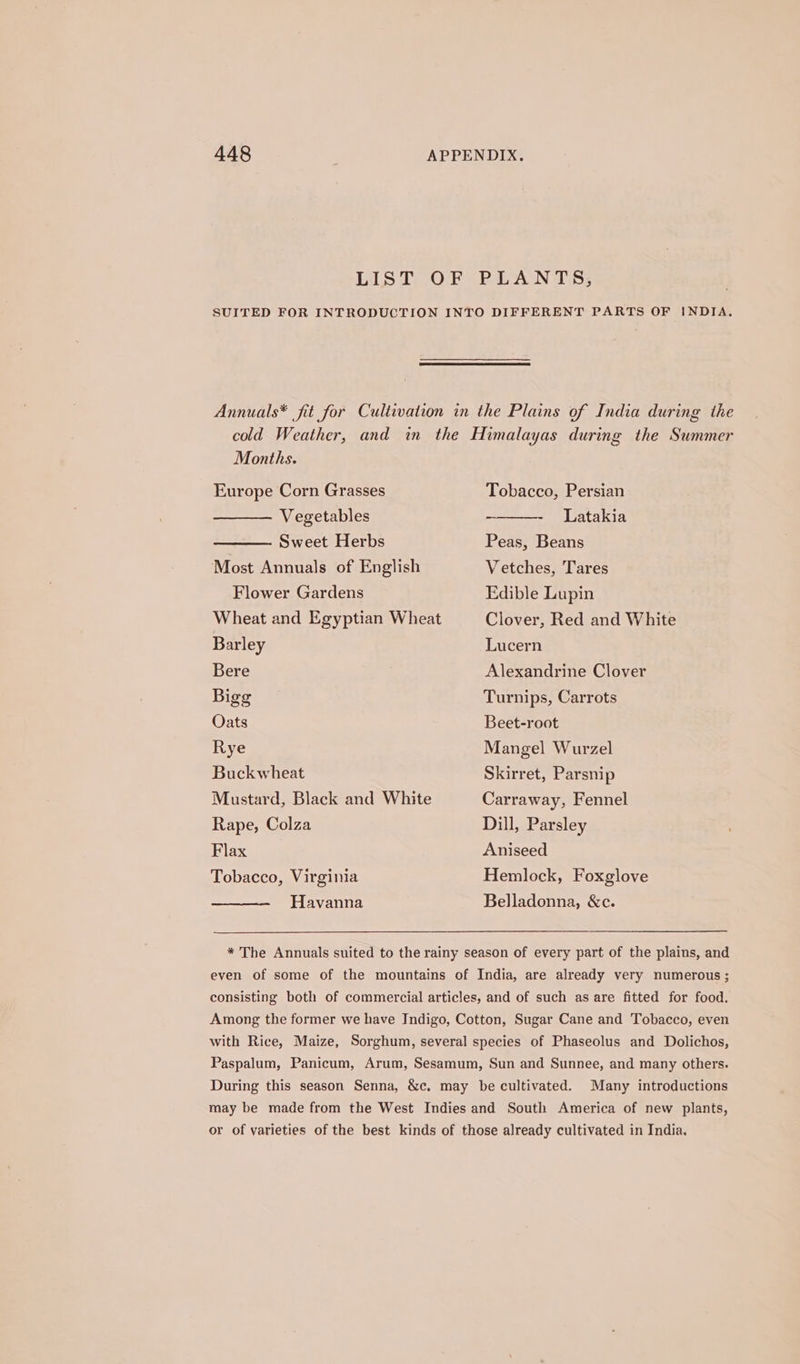 448 APPENDIX.
LIST OF PLANTS,
SUITED FOR INTRODUCTION INTO DIFFERENT PARTS OF INDIA.
Annuals* fit for Cultivation in the Plains of India during the
cold Weather, and in the Himalayas during the Summer
Months.
Europe Corn Grasses
——— Vegetables
——— Sweet Herbs
Most Annuals of English
Flower Gardens
Wheat and Egyptian Wheat
Barley
Bere
Bigg
Oats
Rye
Buckwheat
Mustard, Black and White
Rape, Colza
Flax
Tobacco, Virginia
——— Havanna
Tobacco, Persian
——— Latakia
Peas, Beans
Vetches, Tares
Edible Lupin
Clover, Red and White
Lucern
Alexandrine Clover
Turnips, Carrots
Beet-root
Mangel Wurzel
Skirret, Parsnip
Carraway, Fennel
Dill, Parsley
Aniseed
Hemlock, Foxglove
Belladonna, &c.
* The Annuals suited to the rainy season of every part of the plains, and
even of some of the mountains of India, are already very numerous;
consisting both of commercial articles, and of such as are fitted for food.
Among the former we have Indigo, Cotton, Sugar Cane and Tobacco, even
with Rice, Maize, Sorghum, several species of Phaseolus and Dolichos,
Paspalum, Panicum, Arum, Sesamum, Sun and Sunnee, and many others.
During this season Senna, &c. may be cultivated. Many introductions
may be made from the West Indies and South America of new plants,
or of varieties of the best kinds of those already cultivated in India.